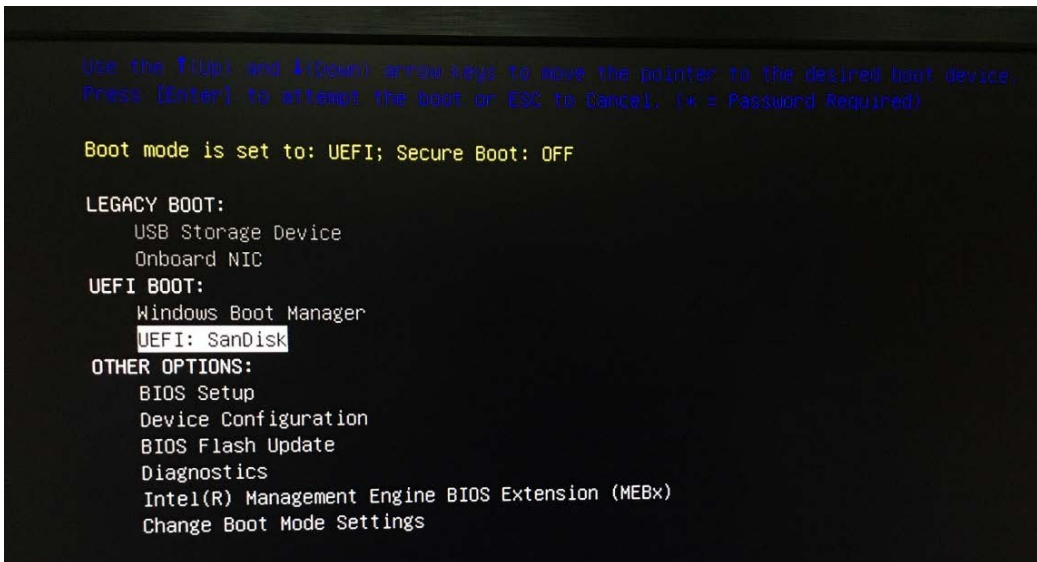 Use the ↑(Up) and ↓(Down) arrow keys to move the pointer to the desired boot device.
Press [Enter] to attempt the boot or ESC to Cancel. (* = Password Required)
Boot mode is set to: UEFI; Secure Boot: OFF
LEGACY BOOT:
USB Storage Device
Onboard NIC
UEFI BOOT:
Windows Boot Manager
UEFI: SanDisk
OTHER OPTIONS:
BIOS Setup
Device Configuration
BIOS Flash Update
Diagnostics
Intel(R) Management Engine BIOS Extension (MEBx)
Change Boot Mode Settings